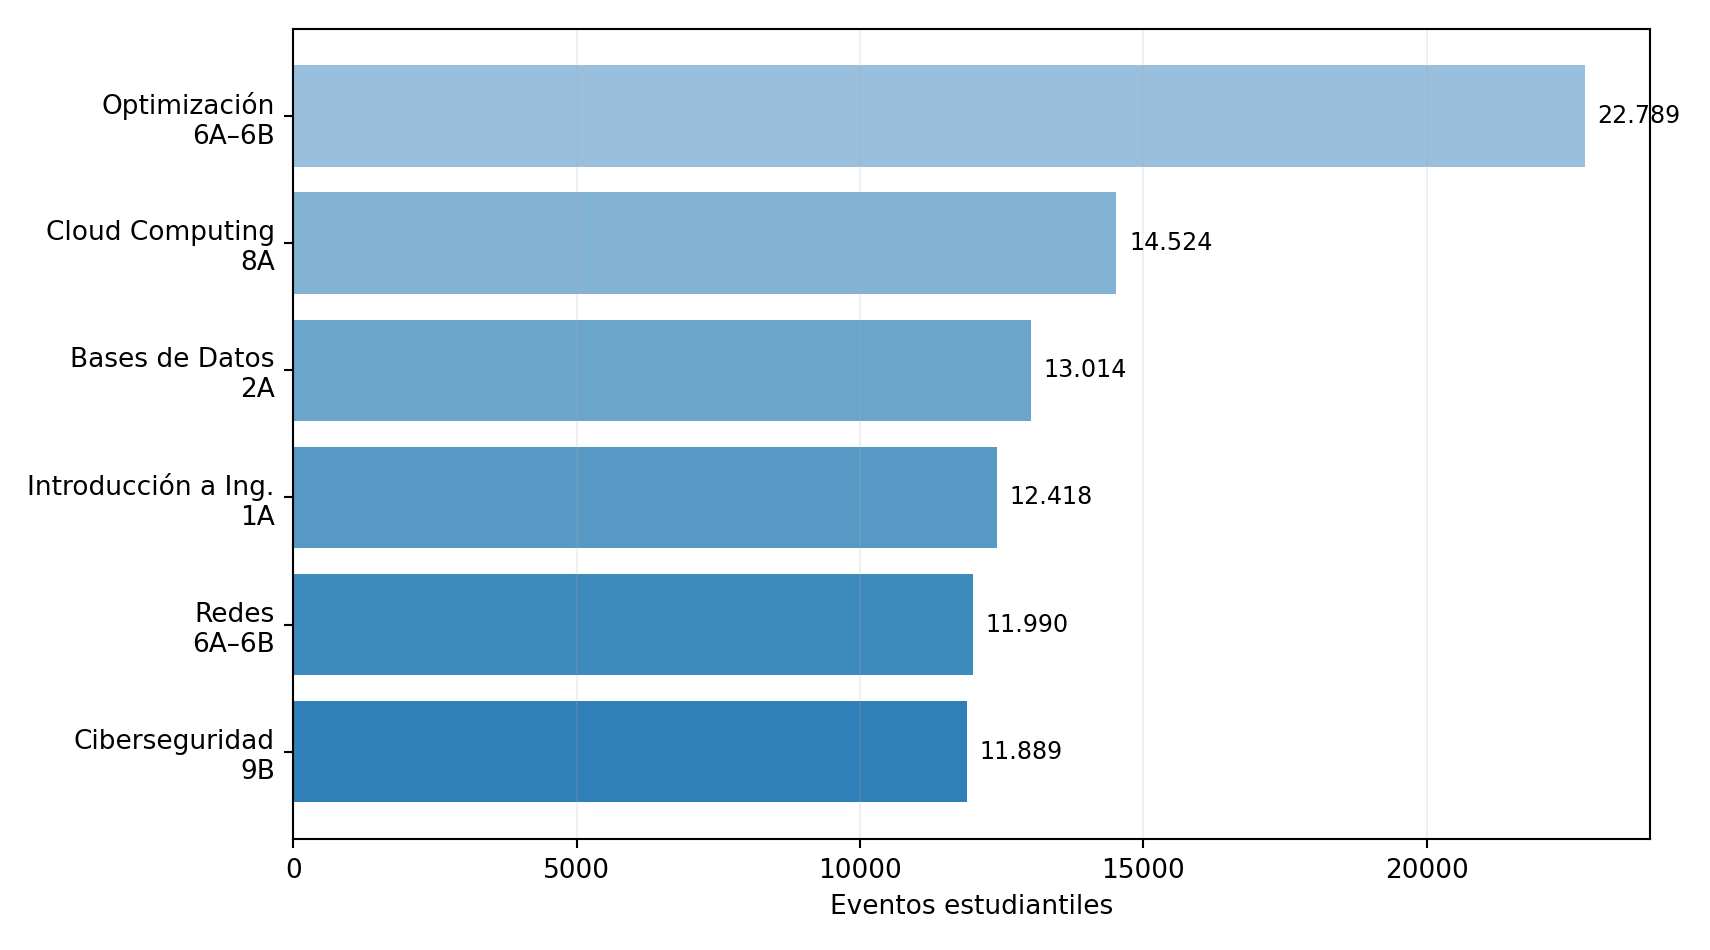 Optimización
6A–6B
22.789
Cloud Computing
8A
14.524
Bases de Datos
2A
13.014
Introducción a Ing.
1A
12.418
Redes
6A–6B
11.990
Ciberseguridad
9B
11.889
0 5000 10000 15000 20000
Eventos estudiantiles